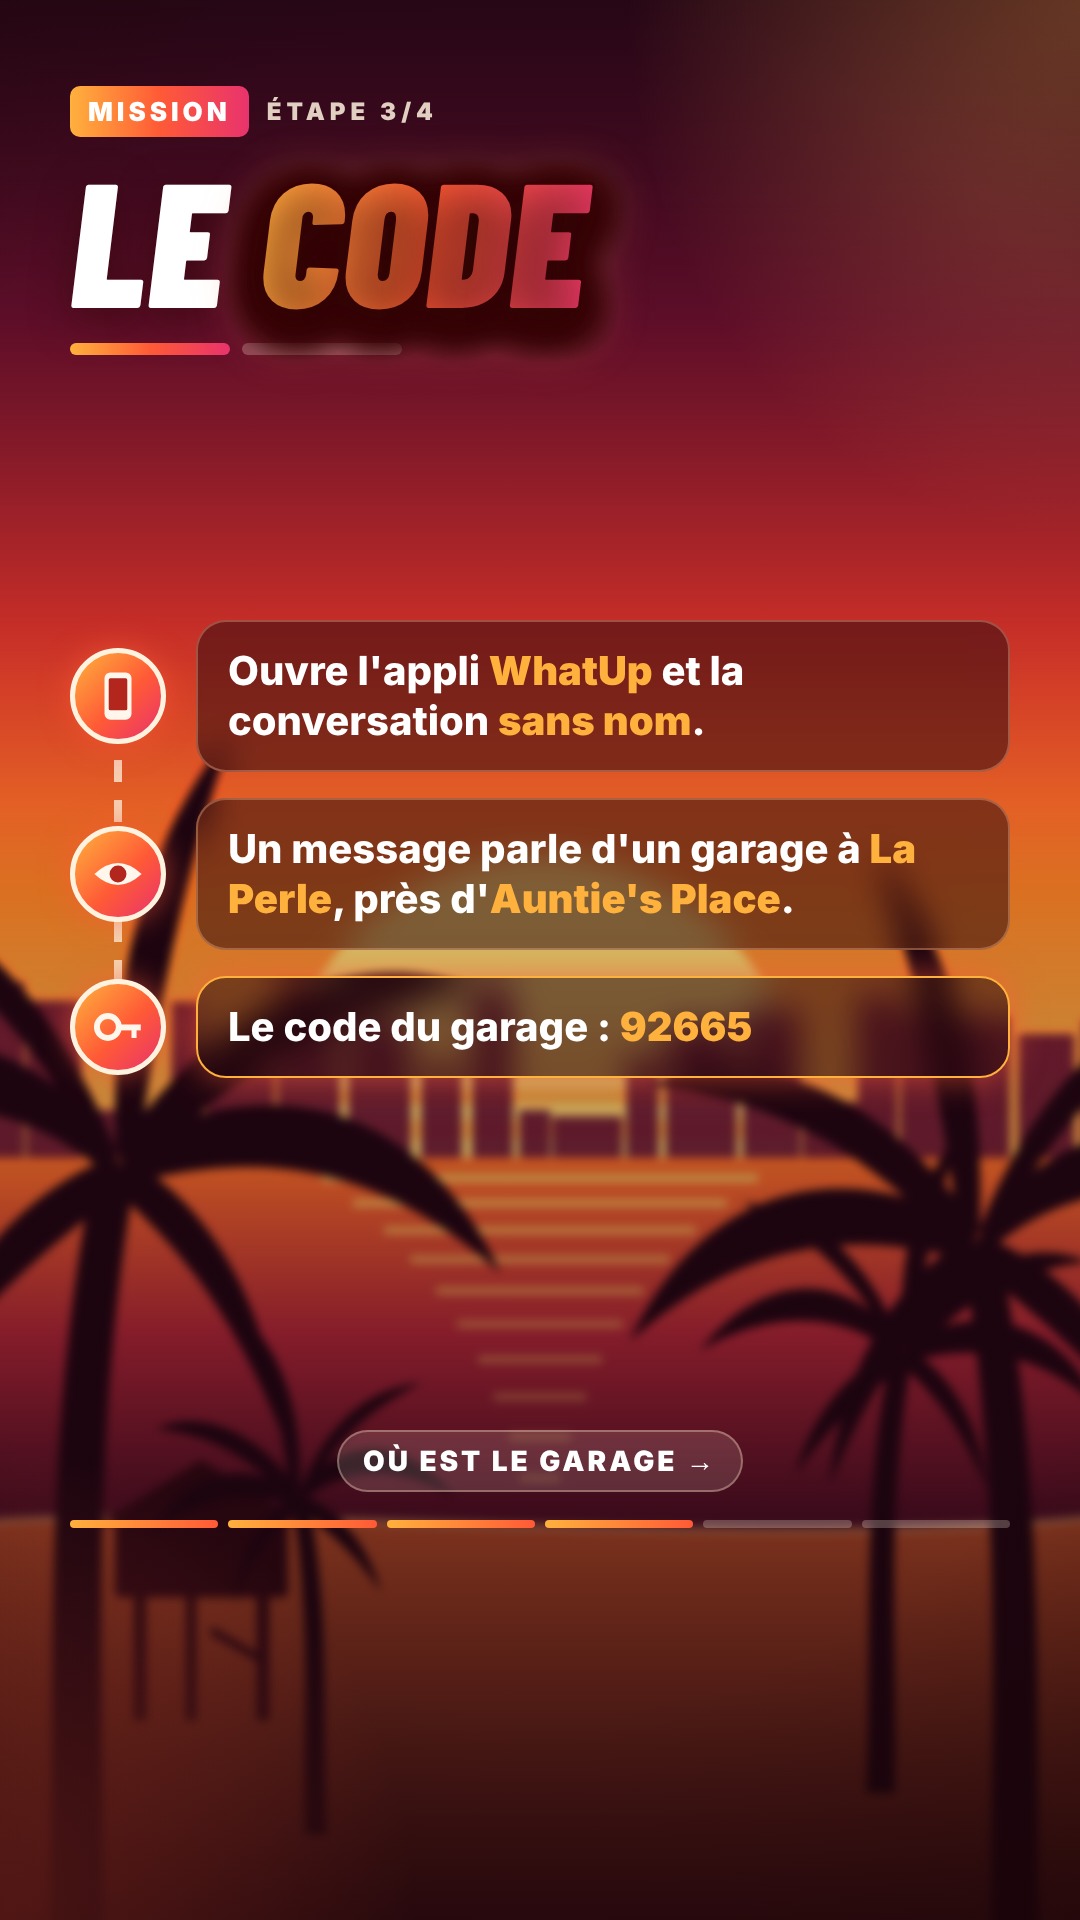 MISSION ÉTAPE 3/4
LE CODE
Ouvre l'appli WhatUp et la
conversation sans nom.
Un message parle d'un garage à La
Perle, près d'Auntie's Place.
Le code du garage : 92665
OÙ EST LE GARAGE →